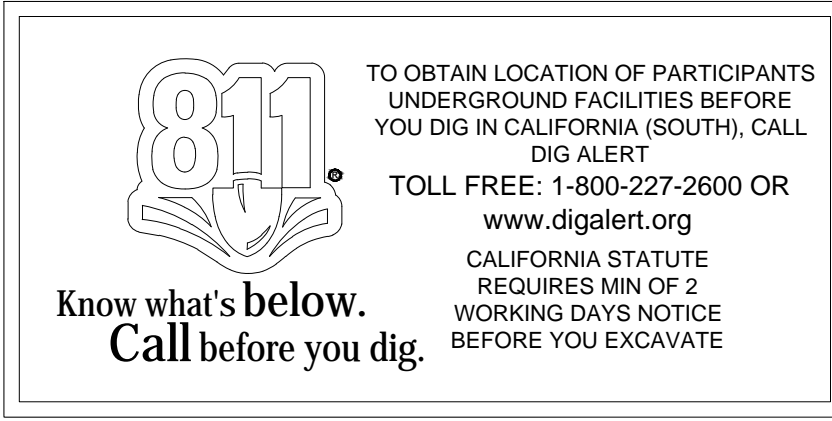 811®
Know what's below.
Call before you dig.
TO OBTAIN LOCATION OF PARTICIPANTS
UNDERGROUND FACILITIES BEFORE
YOU DIG IN CALIFORNIA (SOUTH), CALL
DIG ALERT
TOLL FREE: 1-800-227-2600 OR
www.digalert.org
CALIFORNIA STATUTE
REQUIRES MIN OF 2
WORKING DAYS NOTICE
BEFORE YOU EXCAVATE